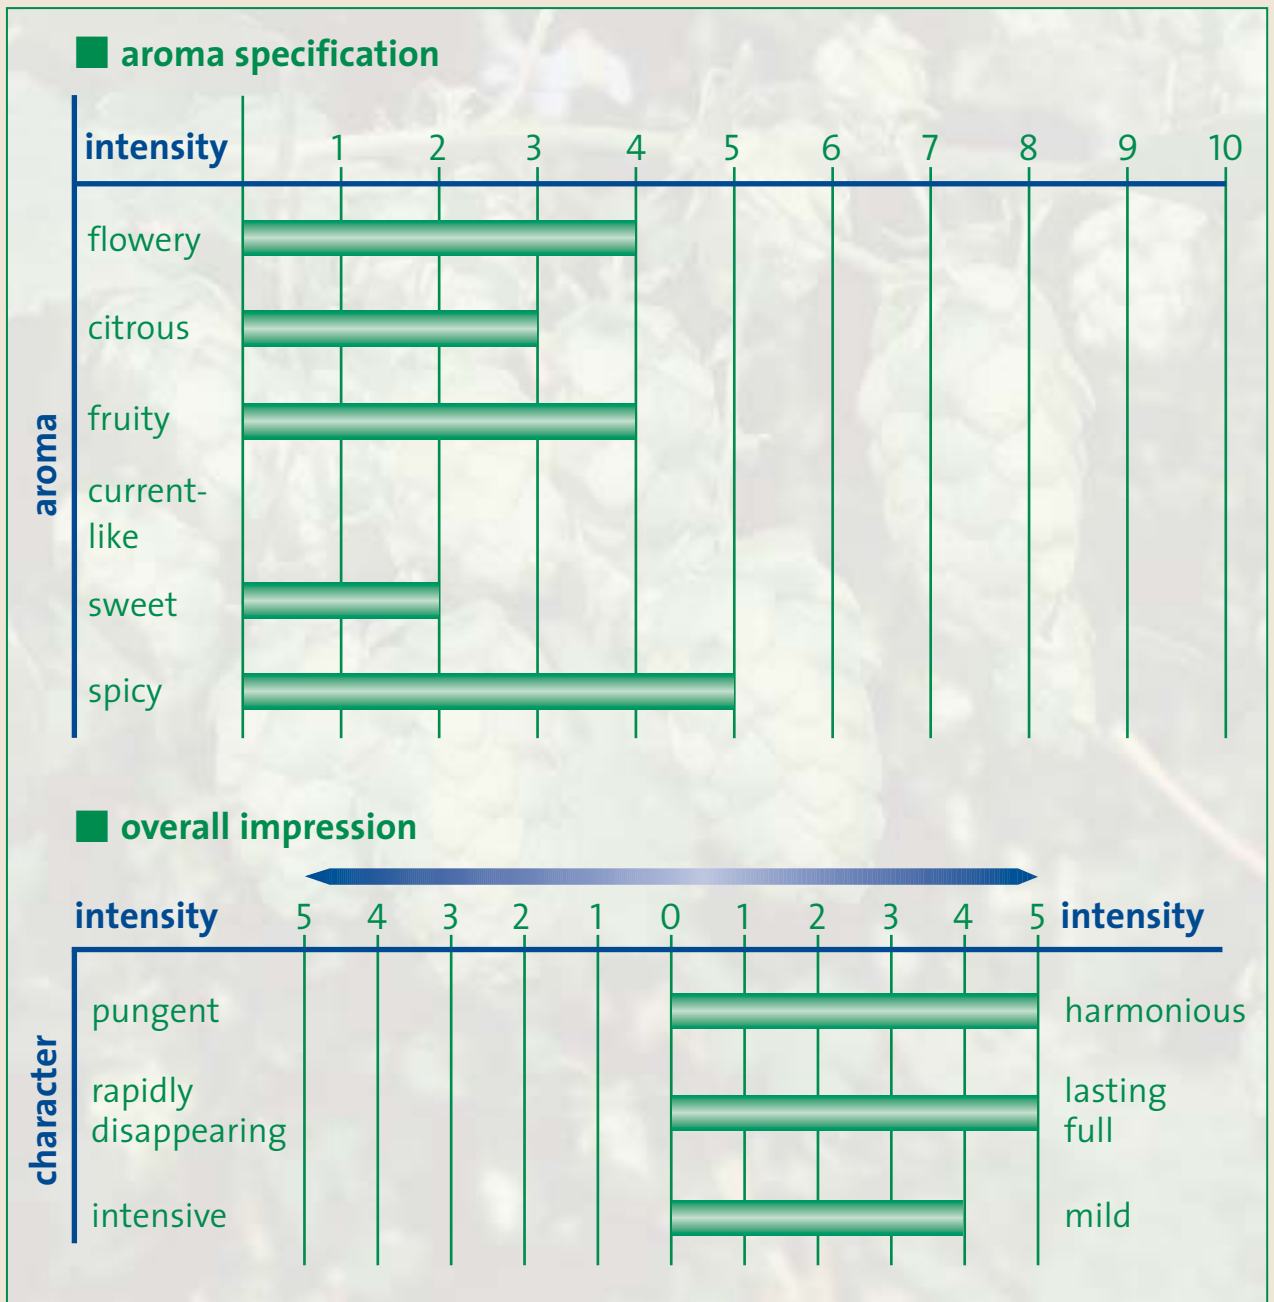 aroma specification
intensity 1 2 3 4 5 6 7 8 9 10
aroma
flowery
citrous
fruity
current-
like
sweet
spicy
overall impression
intensity 5 4 3 2 1 0 1 2 3 4 5 intensity
character
pungent harmonious
rapidly lasting
disappearing full
intensive mild